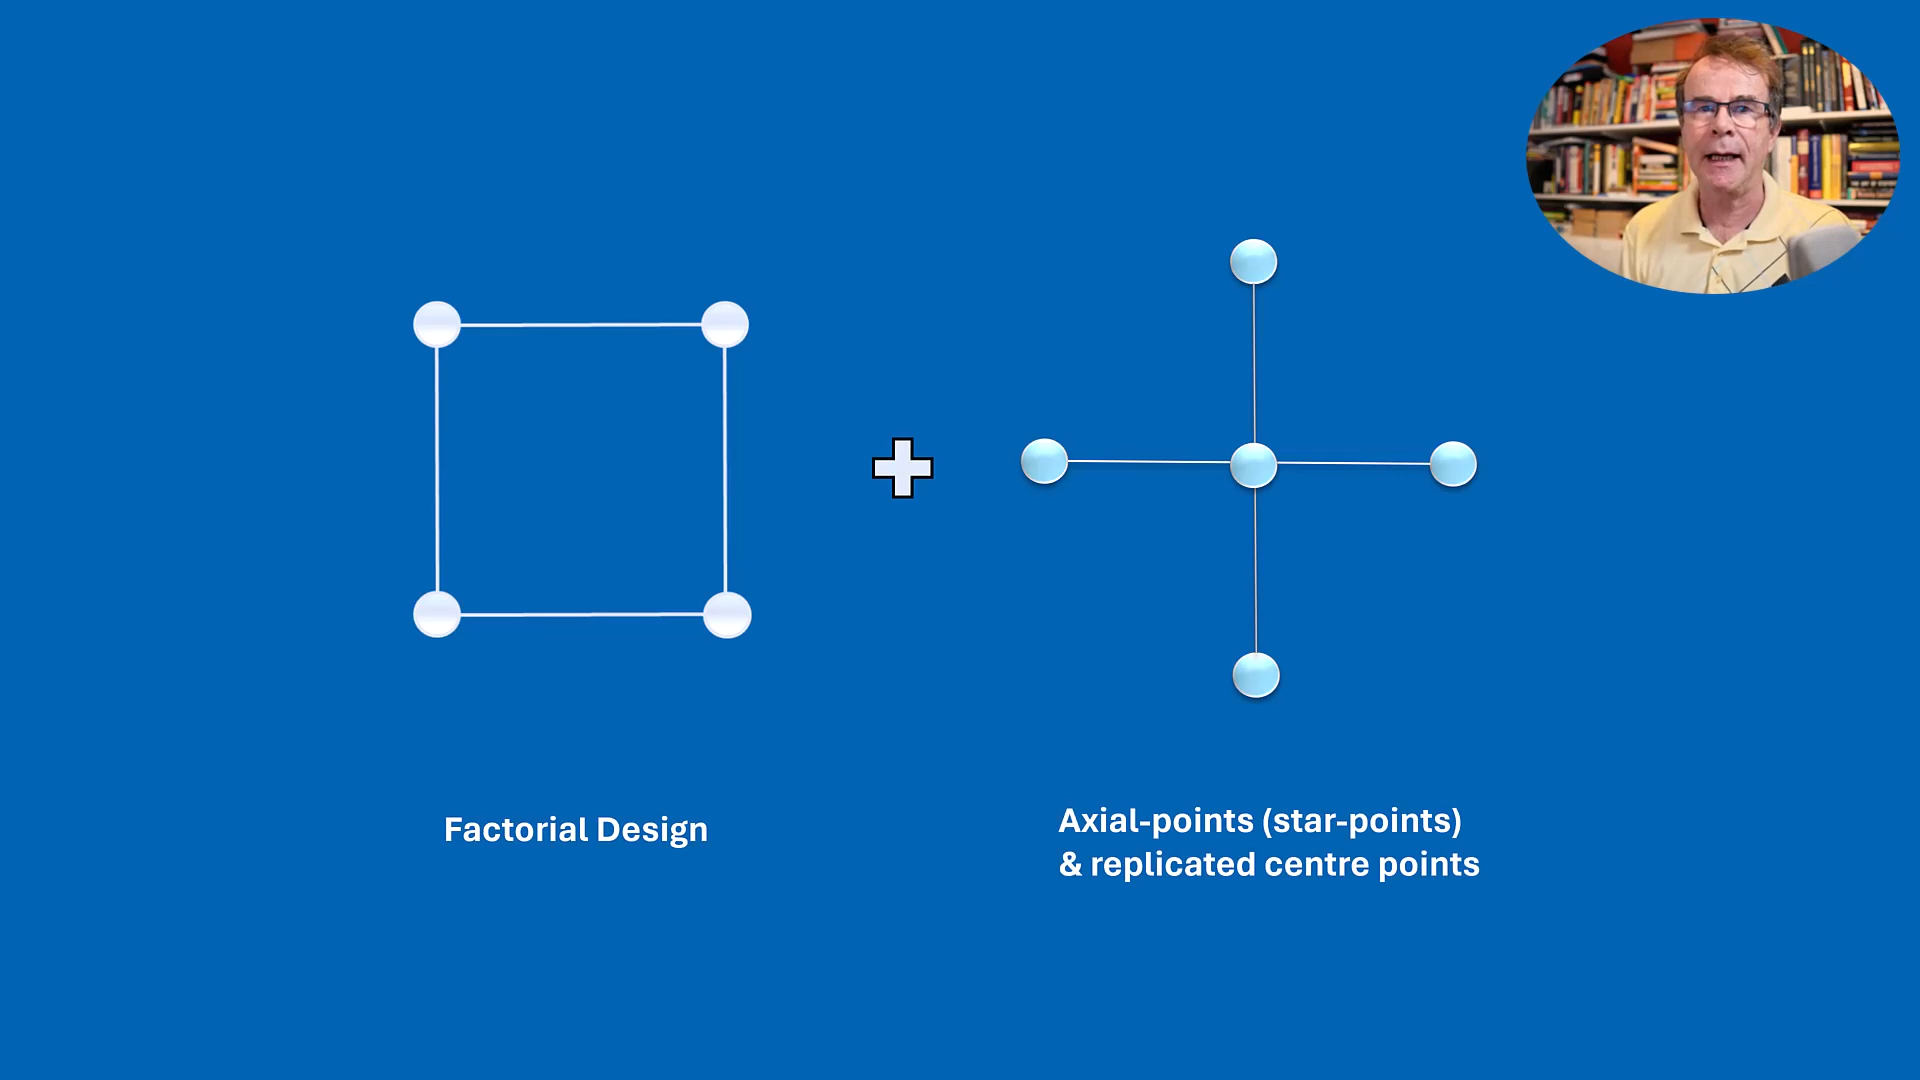 Factorial Design
Axial-points (star-points)
& replicated centre points